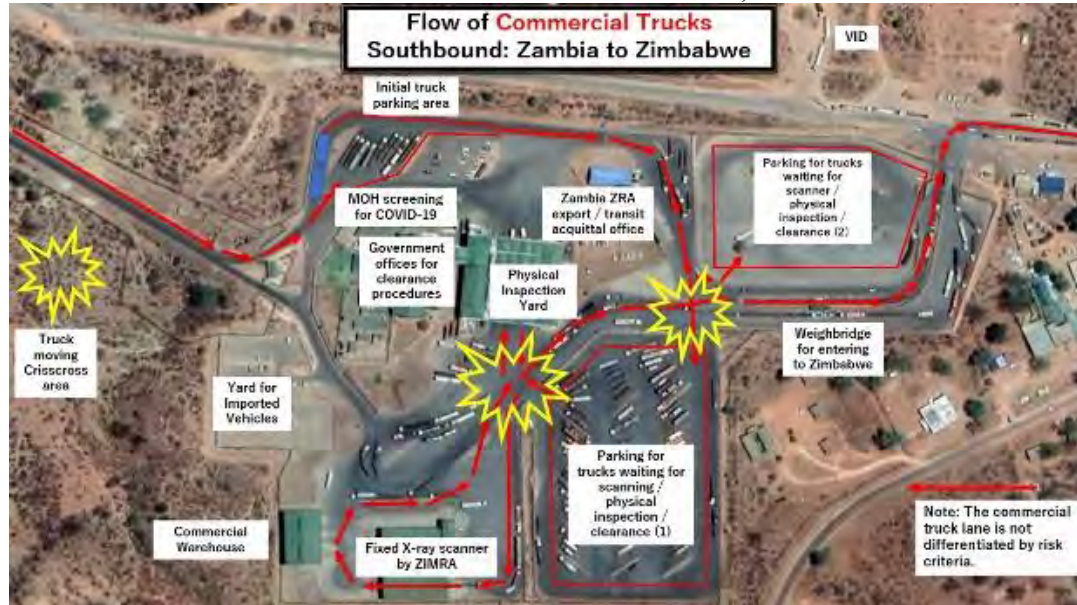 Flow of Commercial Trucks
Southbound: Zambia to Zimbabwe
VID
Initial truck
parking area
MOH screening
for COVID-19
Zambia ZRA
export / transit
acquittal office
Parking for trucks
waiting for
scanner /
physical
inspection /
clearance (2)
Government
offices for
clearance
procedures
Physical
Inspection
Yard
Truck
moving
Crisscross
area
Weighbridge
for entering
to Zimbabwe
Yard for
Imported
Vehicles
Parking for
trucks waiting for
scanning /
physical
inspection /
clearance (1)
Commercial
Warehouse
Fixed X-ray scanner
by ZIMRA
Note: The commercial
truck lane is not
differentiated by risk
criteria.